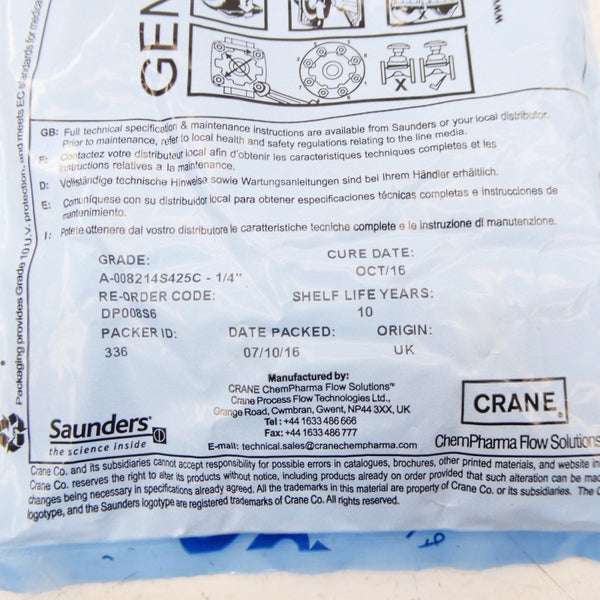 GEN
WWW
X ✓
Packaging provides Grade 10 U.V. protection, and meets EC standards for medica
GB: Full technical specification & maintenance instructions are available from Saunders of your local distributor.
Prior to maintenance, refer to local health and safety regulations relating to the line media.
F: Contactez votre distributeur local afin d'obtenir les caracteristiques techniques completes et les
instructions relatives a la maintenance.
D: Vollständige technische Hinweise sowie Wartungsanleitungen sind bei Ihrem Händler erhältlich.
E: Comuníquese con su distribuidor local para obtener especificaciones técnicas completas e instrucciones de
mantenimiento.
I: Potete ottenere dal vostro distributore le caratteristiche tecniche complete e le instruzione di manutenzione.
GRADE: CURE DATE:
A-008214S425C - 1/4" OCT/16
RE-ORDER CODE: SHELF LIFE YEARS:
DP008S6 10
PACKER ID: DATE PACKED: ORIGIN:
336 07/10/16 UK
Manufactured by:
CRANE ChemPharma Flow Solutions™
Crane Process Flow Technologies Ltd.,
Grange Road, Cwmbran, Gwent, NP44 3XX, UK
Tel: +44 1633 486 666
Fax: +44 1633 486 777
E-mail: technical.sales@cranechempharma.com
Saunders®
the science inside
CRANE®
ChemPharma Flow Solutions
Crane Co. and its subsidiaries cannot accept responsibility for possible errors in catalogues, brochures, other printed materials, and website in
Crane Co. reserves the right to alter its products without notice, including products already on order provided that such alteration can be mad
changes being necessary in specifications already agreed. All the trademarks in this material are property of Crane Co. or its subsidiaries. The C
logotype, and the Saunders logotype are registered trademarks of Crane Co. All rights reserved.